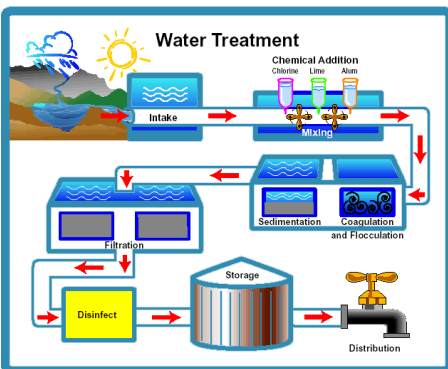 Water Treatment
Chemical Addition
Chlorine Lime Alum
Intake
Mixing
Sedimentation
Coagulation
and Flocculation
Filtration
Disinfect
Storage
Distribution